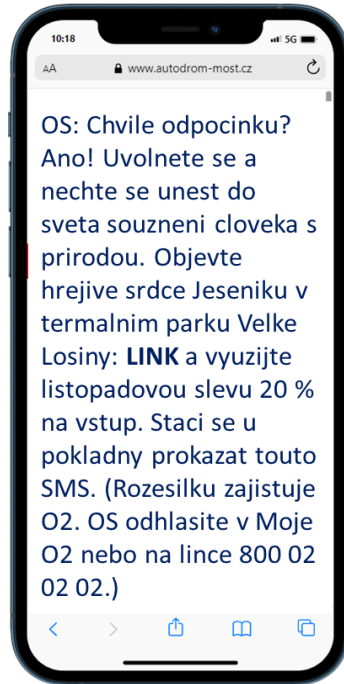 10:18
5G
AA
www.autodrom-most.cz
OS: Chvile odpocinku?
Ano! Uvolnete se a
nechte se unest do
sveta souzneni cloveka s
prirodou. Objevte
hrejive srdce Jeseniku v
termalnim parku Velke
Losiny: LINK a vyuzijte
listopadovou slevu 20 %
na vstup. Staci se u
pokladny prokazat touto
SMS. (Rozesilku zajistuje
O2. OS odhlasite v Moje
O2 nebo na lince 800 02
02 02.)